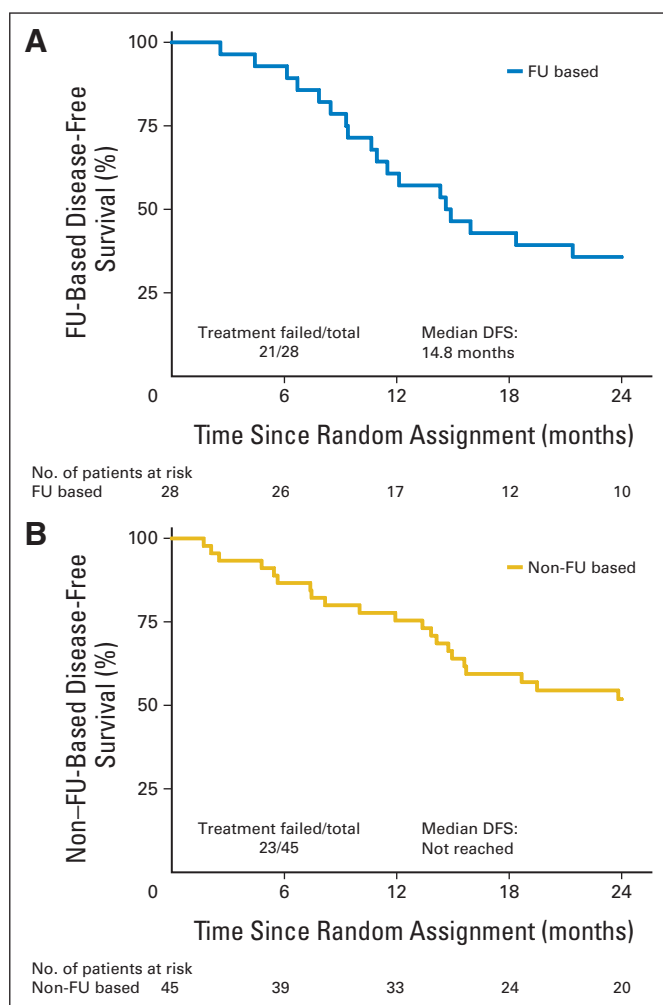 A
FU-Based Disease-Free
Survival (%)
100
75
50
25
0
FU based
Treatment failed/total
21/28
Median DFS:
14.8 months
6 12 18 24
Time Since Random Assignment (months)
No. of patients at risk
FU based 28 26 17 12 10
B
Non–FU-Based Disease-Free
Survival (%)
100
75
50
25
0
Non-FU based
Treatment failed/total
23/45
Median DFS:
Not reached
6 12 18 24
Time Since Random Assignment (months)
No. of patients at risk
Non-FU based 45 39 33 24 20